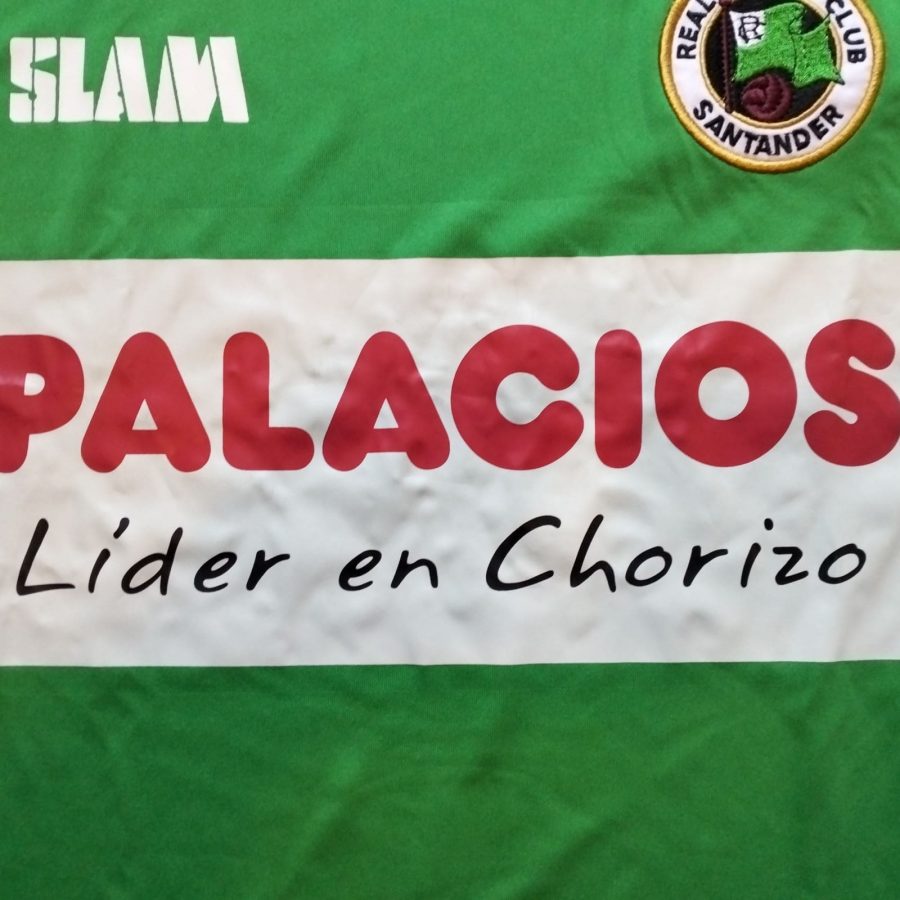 SLAM
REAL CLUB
SANTANDER
PALACIOS
Líder en Chorizo